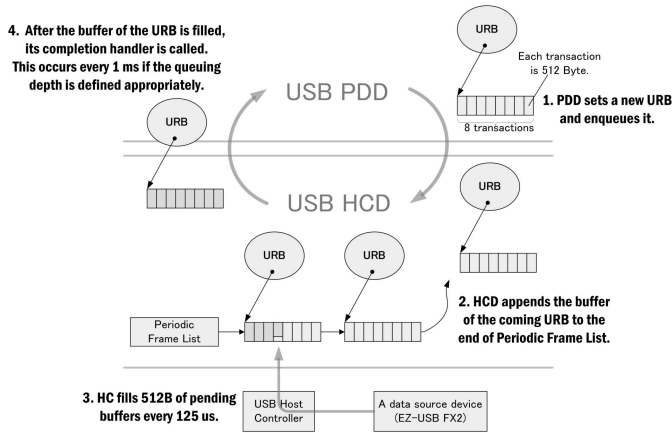 4. After the buffer of the URB is filled,
its completion handler is called.
This occurs every 1 ms if the queuing
depth is defined appropriately.
URB
Each transaction
is 512 Byte.
USB PDD
1. PDD sets a new URB
and enqueues it.
8 transactions
URB
USB HCD
URB
URB
URB
2. HCD appends the buffer
of the coming URB to the
end of Periodic Frame List.
Periodic
Frame List
3. HC fills 512B of pending
buffers every 125 us.
USB Host
Controller
A data source device
(EZ-USB FX2)